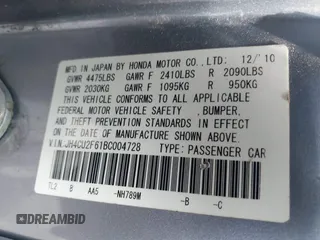 MFD. IN JAPAN BY HONDA MOTOR CO., LTD. 12/'10
GVWR 4475LBS GAWR F 2410LBS R 2090LBS
GVWR 2030KG GAWR F 1095KG R 950KG
THIS VEHICLE CONFORMS TO ALL APPLICABLE
FEDERAL MOTOR VEHICLE SAFETY, BUMPER,
AND THEFT PREVENTION STANDARDS IN EFFECT
ON THE DATE OF MANUFACTURE SHOWN ABOVE.
V.I.N. JH4CU2F61BC004728 TYPE: PASSENGER CAR
TL2 B AA5 -NH789M -B -C
DREAMBID